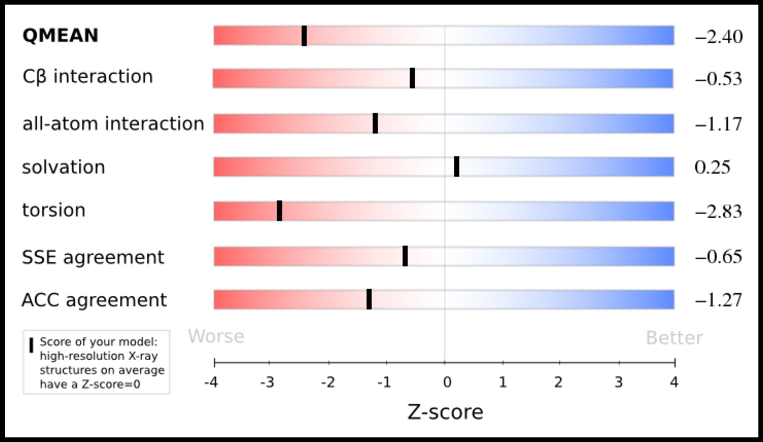 QMEAN −2.40
Cβ interaction −0.53
all-atom interaction −1.17
solvation 0.25
torsion −2.83
SSE agreement −0.65
ACC agreement −1.27
Worse Better
Score of your model:
high-resolution X-ray
structures on average
have a Z-score=0
-4 -3 -2 -1 0 1 2 3 4
Z-score